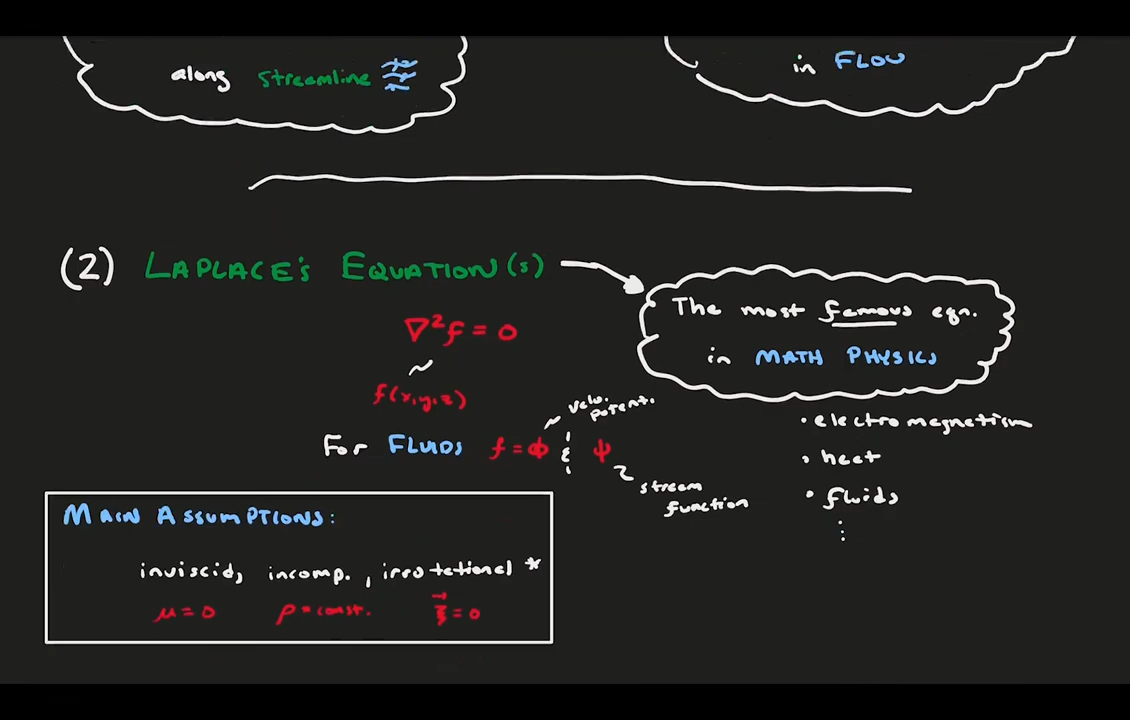 along streamline
in FLOW
(2) LAPLACE'S EQUATION(s)
The most famous eqn.
in MATH PHYSICS
∇²f = 0
f(x,y,z)
velo. potent.
For FLUIDS f = ϕ & ψ
stream
function
• electromagnetism
• heat
• fluids
⋮
MAIN ASSUMPTIONS:
inviscid, incomp., irrotational *
μ = 0 ρ = const. ξ⃗ = 0